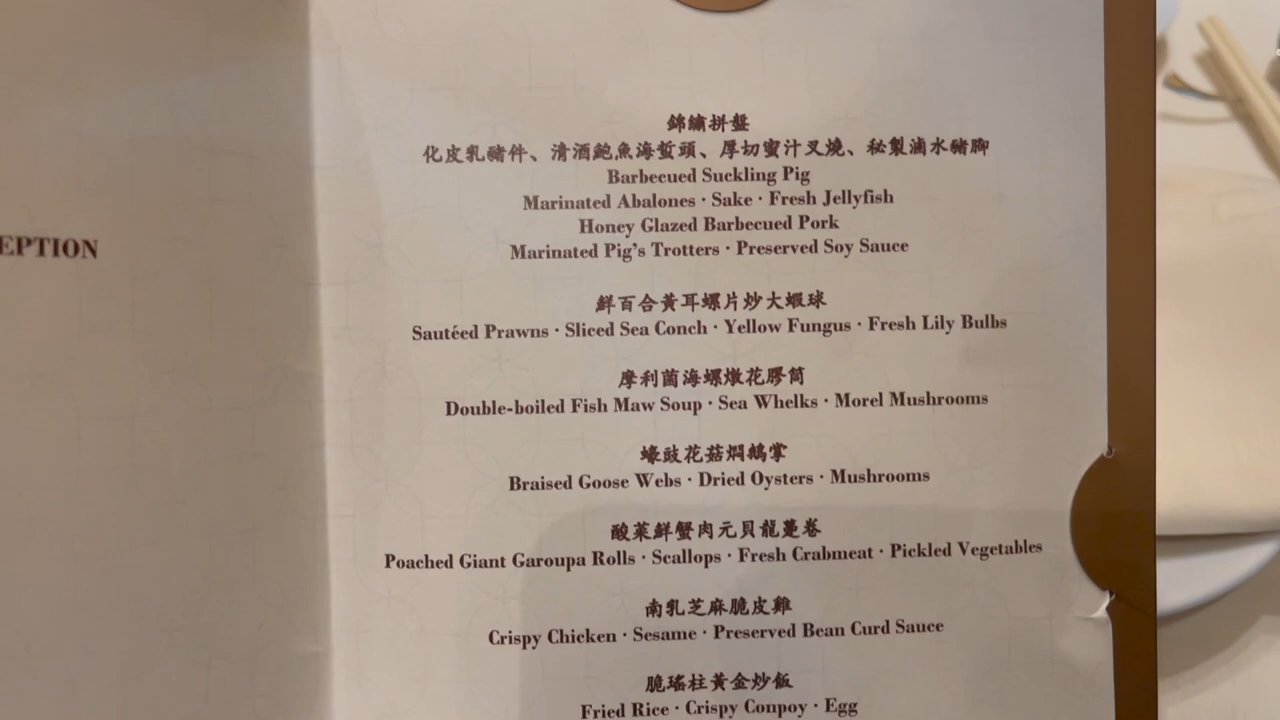 EPTION
錦繡拼盤
化皮乳豬件、清酒鮑魚海蜇頭、厚切蜜汁叉燒、秘製滷水豬腳
Barbecued Suckling Pig
Marinated Abalones · Sake · Fresh Jellyfish
Honey Glazed Barbecued Pork
Marinated Pig's Trotters · Preserved Soy Sauce
鮮百合黃耳螺片炒大蝦球
Sautéed Prawns · Sliced Sea Conch · Yellow Fungus · Fresh Lily Bulbs
摩利菌海螺燉花膠筒
Double-boiled Fish Maw Soup · Sea Whelks · Morel Mushrooms
蠔豉花菇燜鵝掌
Braised Goose Webs · Dried Oysters · Mushrooms
酸菜鮮蟹肉元貝龍躉卷
Poached Giant Garoupa Rolls · Scallops · Fresh Crabmeat · Pickled Vegetables
南乳芝麻脆皮雞
Crispy Chicken · Sesame · Preserved Bean Curd Sauce
脆瑤柱黃金炒飯
Fried Rice · Crispy Conpoy · Egg